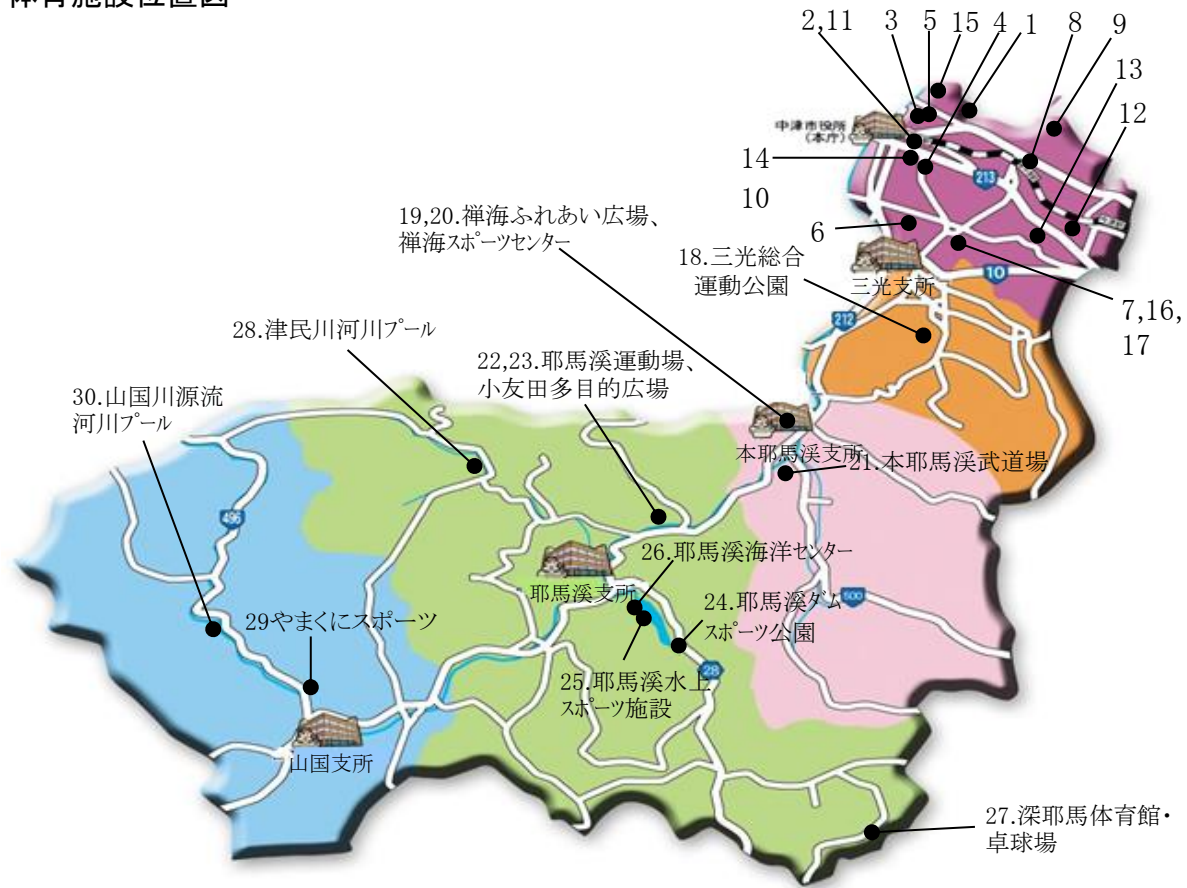 体育施設位置図
2,11
3
5
15
4
1
8
9
13
12
中津市役所
(本庁)
14
10
213
6
19,20.禅海ふれあい広場、
禅海スポーツセンター
18.三光総合
運動公園
三光支所
10
7,16,
17
212
28.津民川河川プール
22,23.耶馬溪運動場、
小友田多目的広場
30.山国川源流
河川プール
本耶馬溪支所
21.本耶馬溪武道場
496
26.耶馬溪海洋センター
耶馬溪支所
24.耶馬溪ダム
スポーツ公園
500
29やまくにスポーツ
28
25.耶馬溪水上
スポーツ施設
山国支所
27.深耶馬体育館・
卓球場